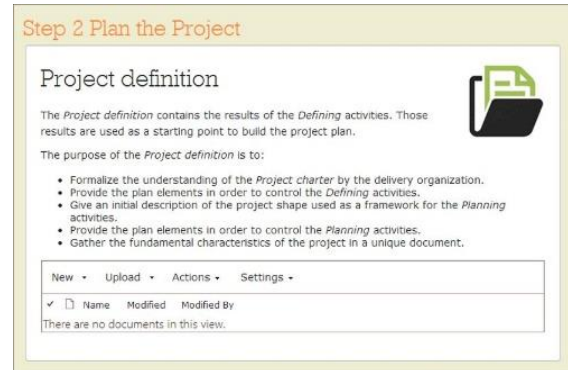 Step 2 Plan the Project
Project definition
The Project definition contains the results of the Defining activities. Those
results are used as a starting point to build the project plan.
The purpose of the Project definition is to:
• Formalize the understanding of the Project charter by the delivery organization.
• Provide the plan elements in order to control the Defining activities.
• Give an initial description of the project shape used as a framework for the Planning
activities.
• Provide the plan elements in order to control the Planning activities.
• Gather the fundamental characteristics of the project in a unique document.
New Upload Actions Settings
Name Modified Modified By
There are no documents in this view.